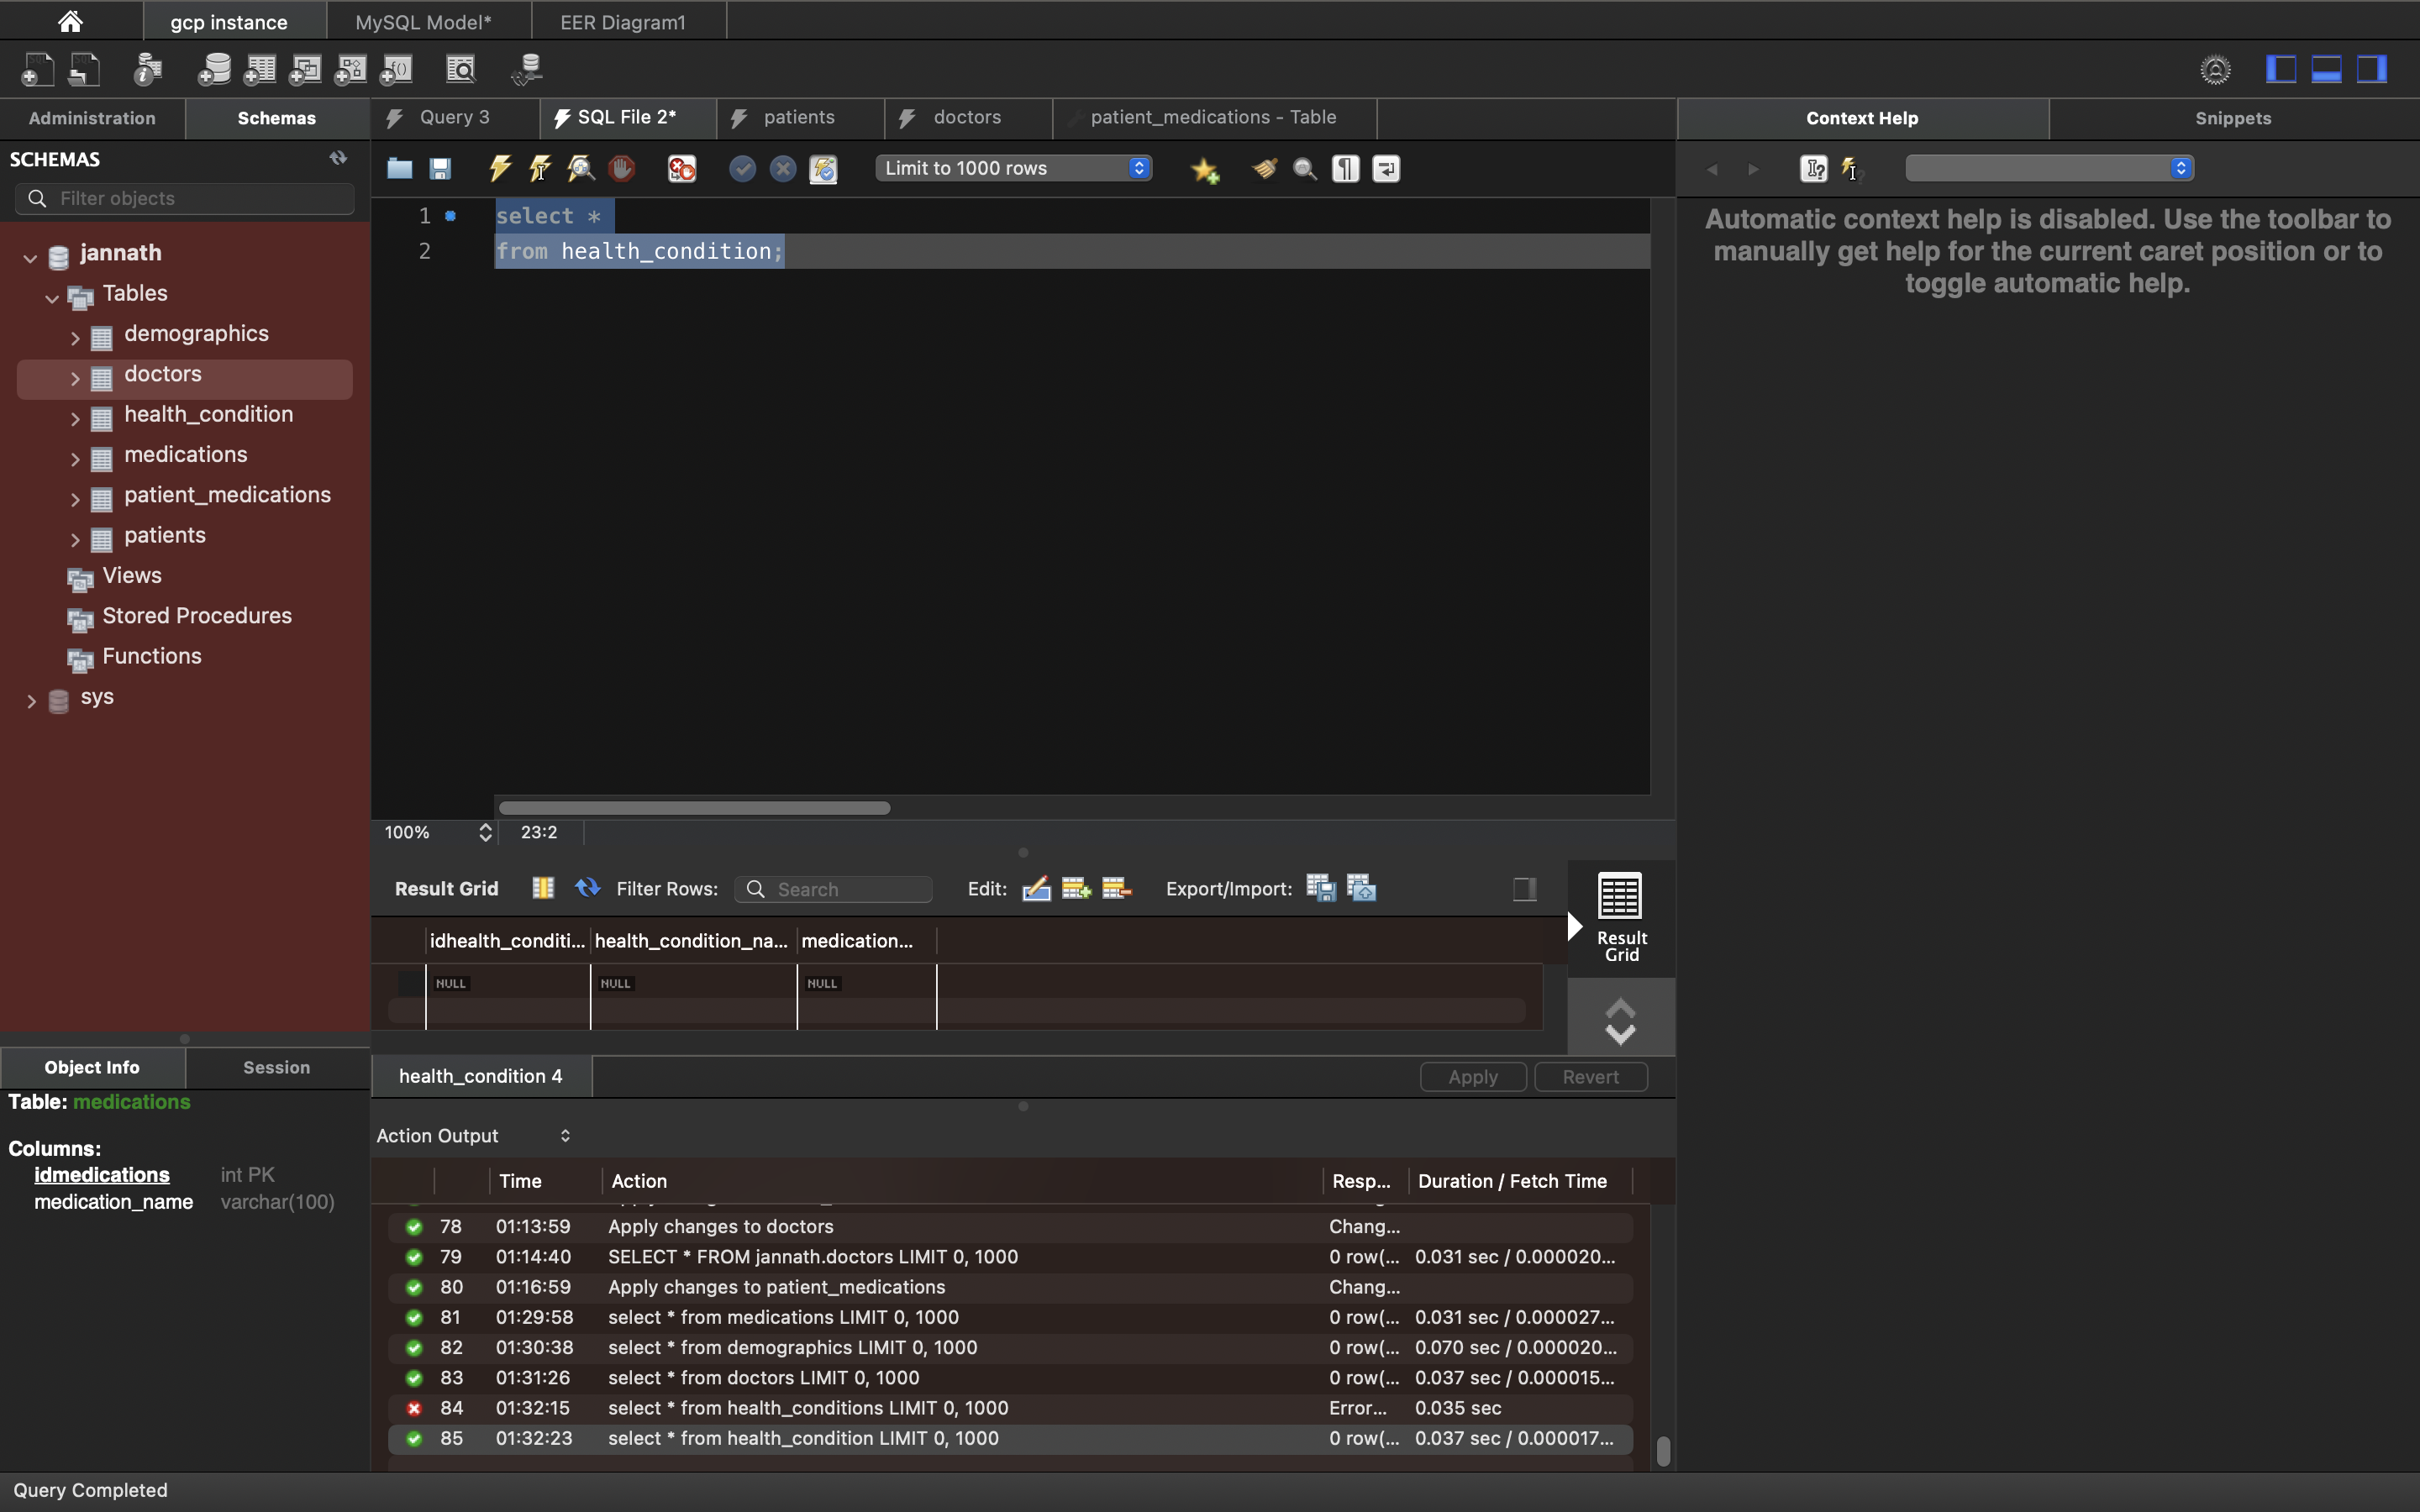 gcp instance
MySQL Model*
EER Diagram1
Administration
Schemas
SCHEMAS
Filter objects
jannath
Tables
demographics
doctors
health_condition
medications
patient_medications
patients
Views
Stored Procedures
Functions
sys
Object Info
Session
Table: medications
Columns:
idmedications int PK
medication_name varchar(100)
Query 3
SQL File 2*
patients
doctors
patient_medications - Table
Limit to 1000 rows
1 select *
2 from health_condition;
100% 23:2
Result Grid
Filter Rows:
Search
Edit:
Export/Import:
idhealth_conditi... health_condition_na... medication...
NULL NULL NULL
Result
Grid
health_condition 4
Apply
Revert
Action Output
Time Action Resp... Duration / Fetch Time
78 01:13:59 Apply changes to doctors Chang...
79 01:14:40 SELECT * FROM jannath.doctors LIMIT 0, 1000 0 row(... 0.031 sec / 0.000020...
80 01:16:59 Apply changes to patient_medications Chang...
81 01:29:58 select * from medications LIMIT 0, 1000 0 row(... 0.031 sec / 0.000027...
82 01:30:38 select * from demographics LIMIT 0, 1000 0 row(... 0.070 sec / 0.000020...
83 01:31:26 select * from doctors LIMIT 0, 1000 0 row(... 0.037 sec / 0.000015...
84 01:32:15 select * from health_conditions LIMIT 0, 1000 Error... 0.035 sec
85 01:32:23 select * from health_condition LIMIT 0, 1000 0 row(... 0.037 sec / 0.000017...
Context Help
Snippets
Automatic context help is disabled. Use the toolbar to
manually get help for the current caret position or to
toggle automatic help.
Query Completed